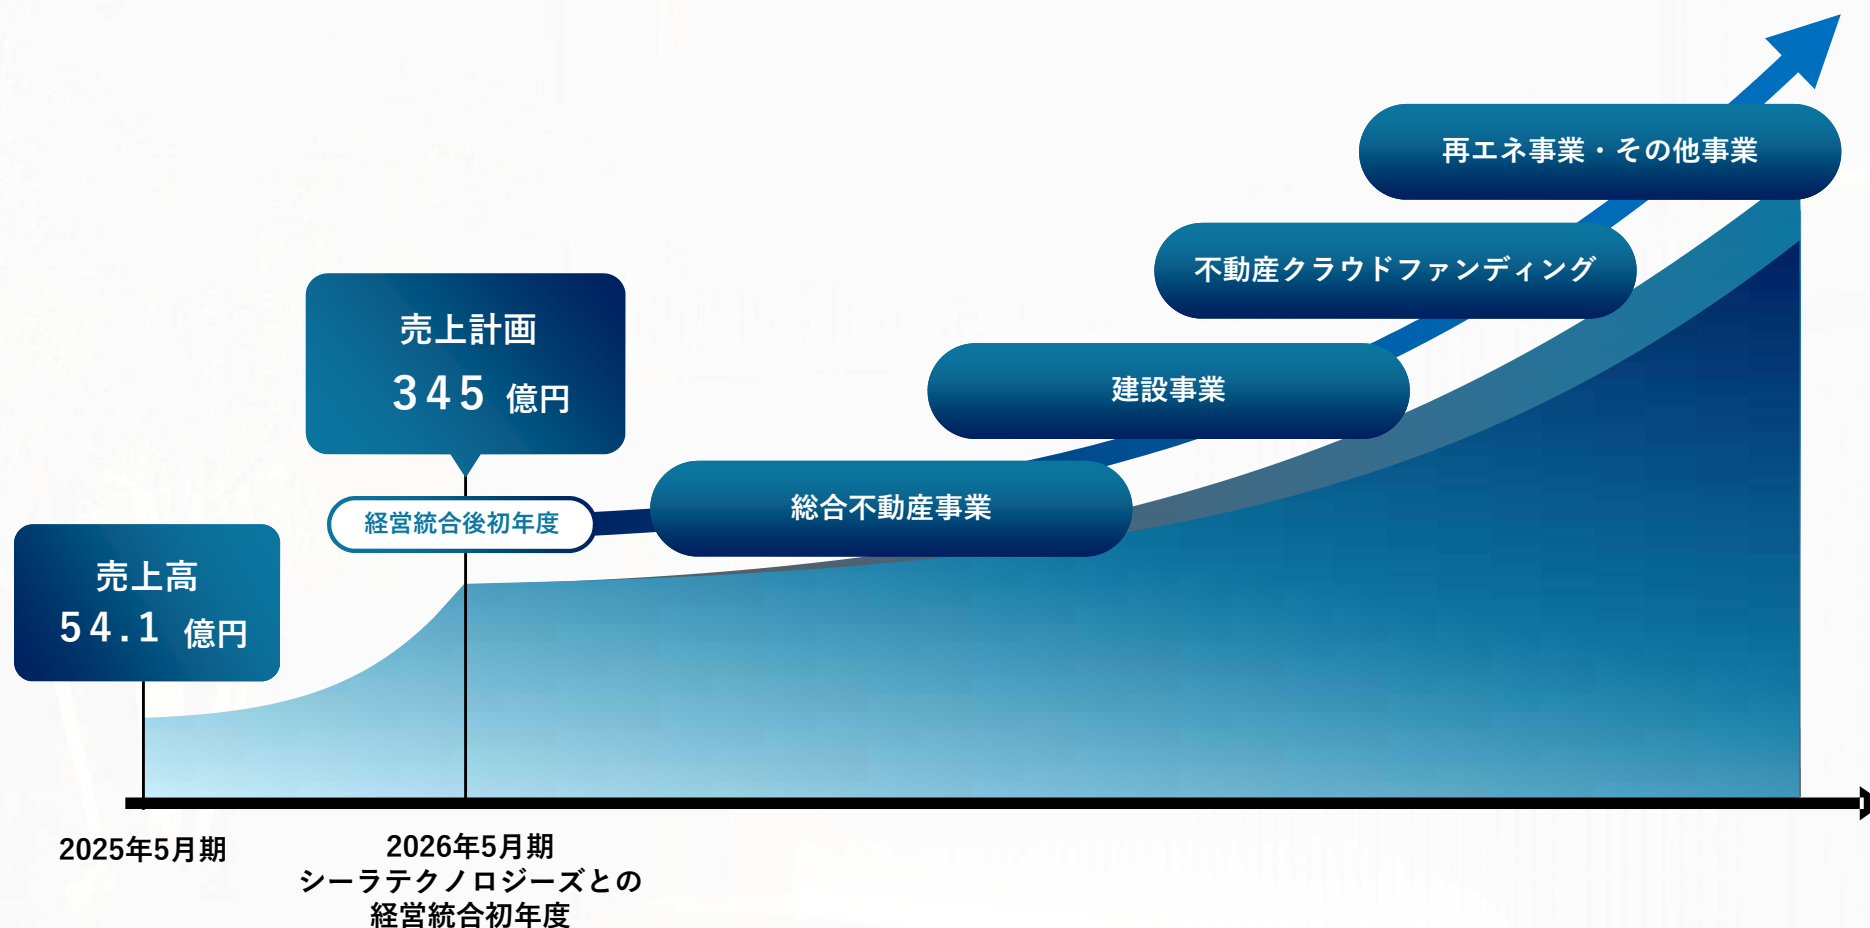 再エネ事業・その他事業
不動産クラウドファンディング
建設事業
総合不動産事業
売上計画
345 億円
経営統合後初年度
売上高
54.1 億円
2025年5月期
2026年5月期
シーラテクノロジーズとの
経営統合初年度